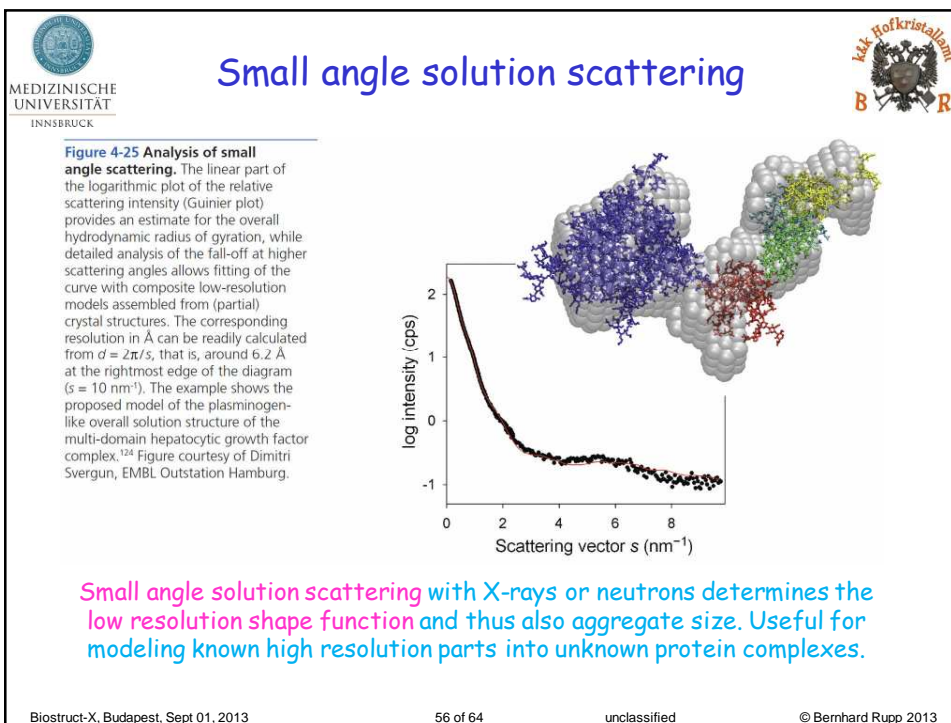 MEDIZINISCHE
UNIVERSITÄT
INNSBRUCK
Small angle solution scattering
k&k Hofkristallamt
B R
Figure 4-25 Analysis of small
angle scattering. The linear part of
the logarithmic plot of the relative
scattering intensity (Guinier plot)
provides an estimate for the overall
hydrodynamic radius of gyration, while
detailed analysis of the fall-off at higher
scattering angles allows fitting of the
curve with composite low-resolution
models assembled from (partial)
crystal structures. The corresponding
resolution in Å can be readily calculated
from d = 2π/s, that is, around 6.2 Å
at the rightmost edge of the diagram
(s = 10 nm⁻¹). The example shows the
proposed model of the plasminogen-
like overall solution structure of the
multi-domain hepatocytic growth factor
complex.¹²⁴ Figure courtesy of Dimitri
Svergun, EMBL Outstation Hamburg.
log intensity (cps)
2
1
0
-1
0 2 4 6 8
Scattering vector s (nm⁻¹)
Small angle solution scattering with X-rays or neutrons determines the
low resolution shape function and thus also aggregate size. Useful for
modeling known high resolution parts into unknown protein complexes.
Biostruct-X, Budapest, Sept 01, 2013 56 of 64 unclassified © Bernhard Rupp 2013